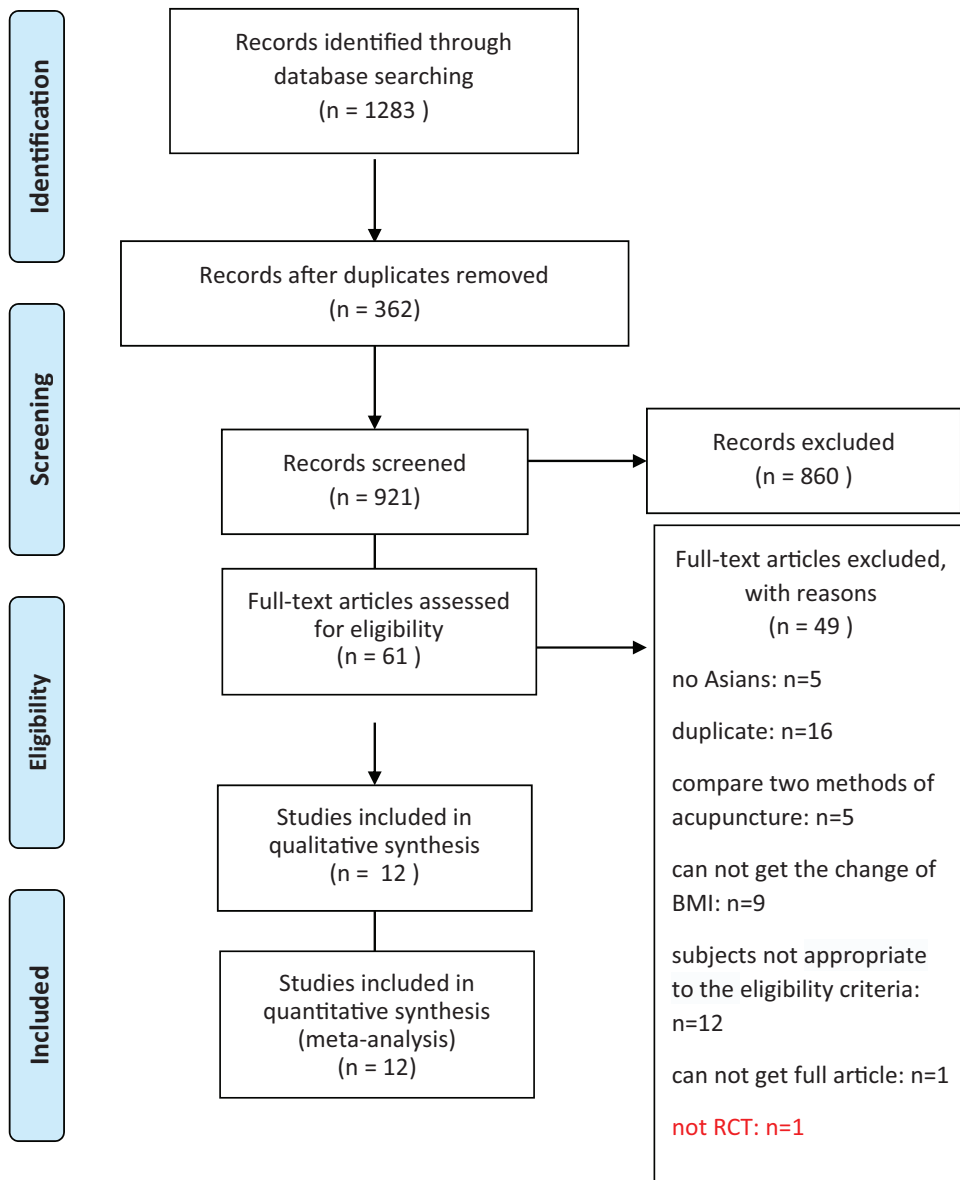 Identification
Records identified through
database searching
(n = 1283 )
Records after duplicates removed
(n = 362)
Screening
Records screened
(n = 921)
Records excluded
(n = 860 )
Eligibility
Full-text articles assessed
for eligibility
(n = 61 )
Full-text articles excluded,
with reasons
(n = 49 )
no Asians: n=5
duplicate: n=16
compare two methods of
acupuncture: n=5
can not get the change of
BMI: n=9
subjects not appropriate
to the eligibility criteria:
n=12
can not get full article: n=1
not RCT: n=1
Studies included in
qualitative synthesis
(n =  12 )
Included
Studies included in
quantitative synthesis
(meta-analysis)
(n = 12)